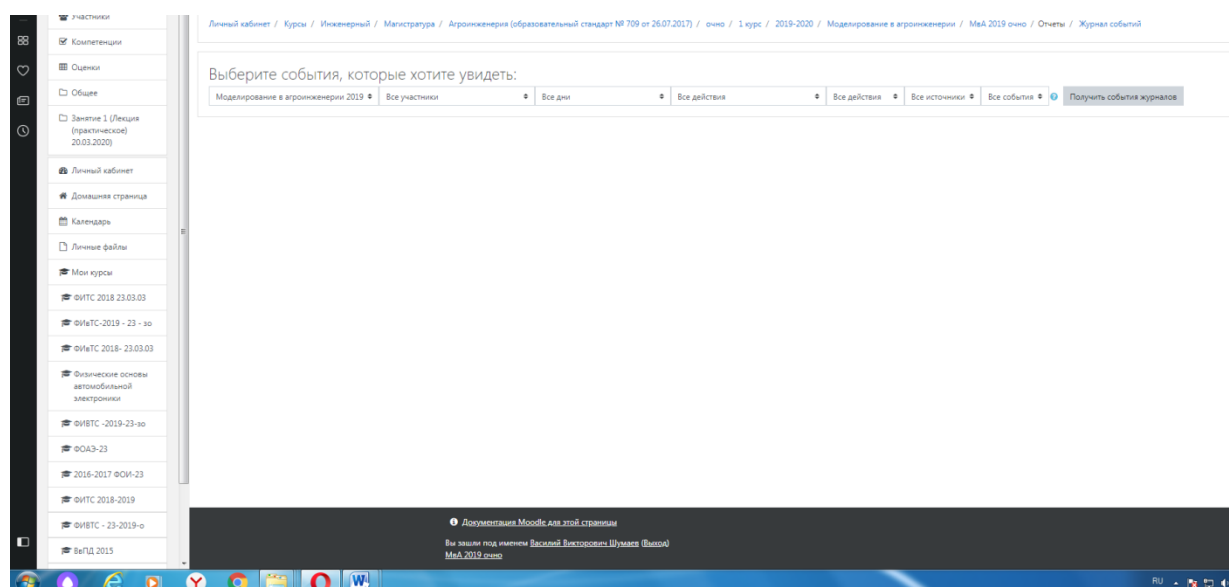 Участники
Личный кабинет / Курсы / Инженерный / Магистратура / Агроинженерия (образовательный стандарт № 709 от 26.07.2017) / очно / 1 курс / 2019-2020 / Моделирование в агроинженерии / МвА 2019 очно / Отчеты / Журнал событий
Компетенции
Оценки
Общее
Занятие 1 (Лекция
(практическое)
20.03.2020)
Личный кабинет
Домашняя страница
Календарь
Личные файлы
Мои курсы
ФИТС 2018 23.03.03
ФИвТС-2019 - 23 - зо
ФИвТС 2018- 23.03.03
Физические основы
автомобильной
электроники
ФИВТС -2019-23-зо
ФОАЭ-23
2016-2017 ФОИ-23
ФИТС 2018-2019
ФИВТС - 23-2019-о
ВеПД 2015
Выберите события, которые хотите увидеть:
Моделирование в агроинженерии 2019 Все участники Все дни Все действия Все действия Все источники Все события Получить события журналов
Документация Moodle для этой страницы
Вы зашли под именем Василий Викторович Шумаев (Выход)
МвА 2019 очно
RU